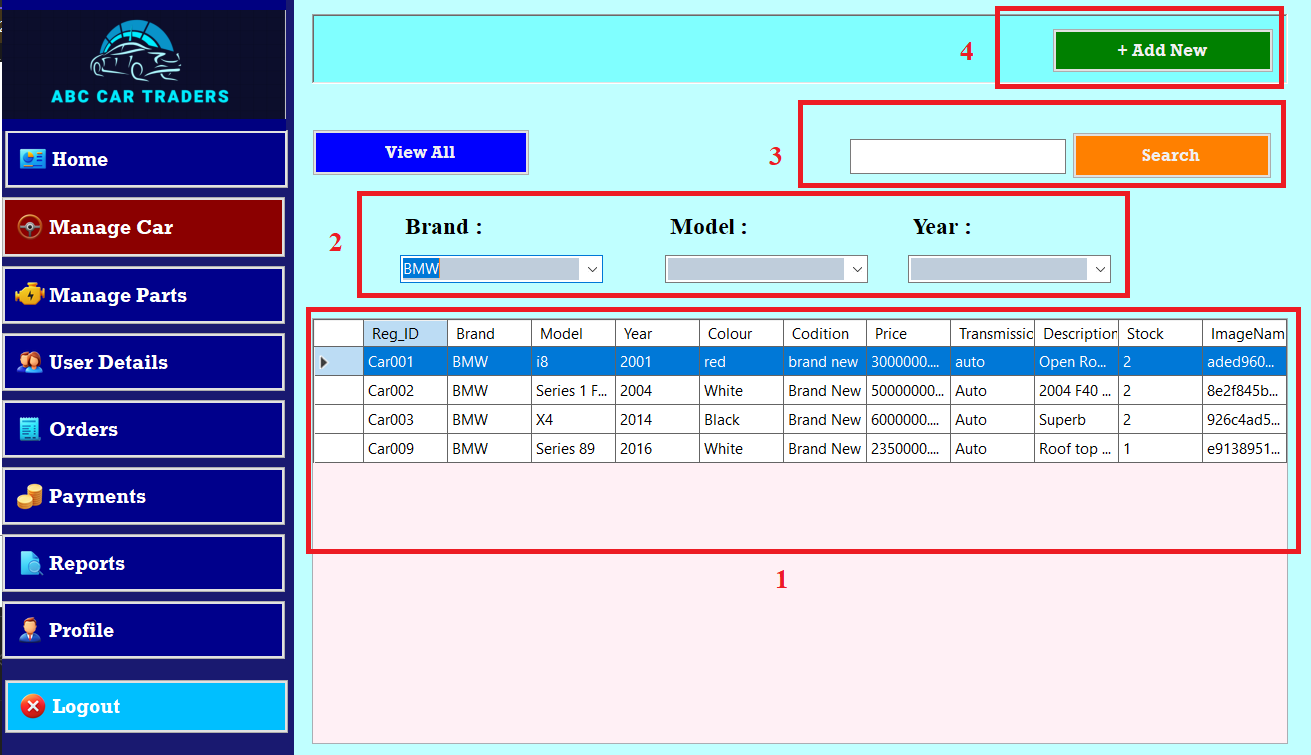 ABC CAR TRADERS
Home
Manage Car
Manage Parts
User Details
Orders
Payments
Reports
Profile
Logout
4
+ Add New
View All
3
Search
2
Brand :
Model :
Year :
BMW
Reg_ID Brand Model Year Colour Codition Price Transmissio Description Stock ImageNam
Car001 BMW i8 2001 red brand new 3000000.... auto Open Ro... 2 aded960...
Car002 BMW Series 1 F... 2004 White Brand New 50000000... Auto 2004 F40 ... 2 8e2f845b...
Car003 BMW X4 2014 Black Brand New 6000000.... Auto Superb 2 926c4ad5...
Car009 BMW Series 89 2016 White Brand New 2350000.... Auto Roof top ... 1 e9138951...
1